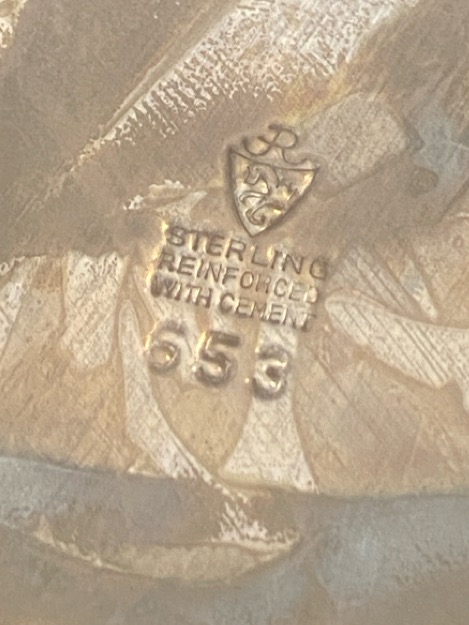 R
STERLING
REINFORCED
WITH CEMENT
653